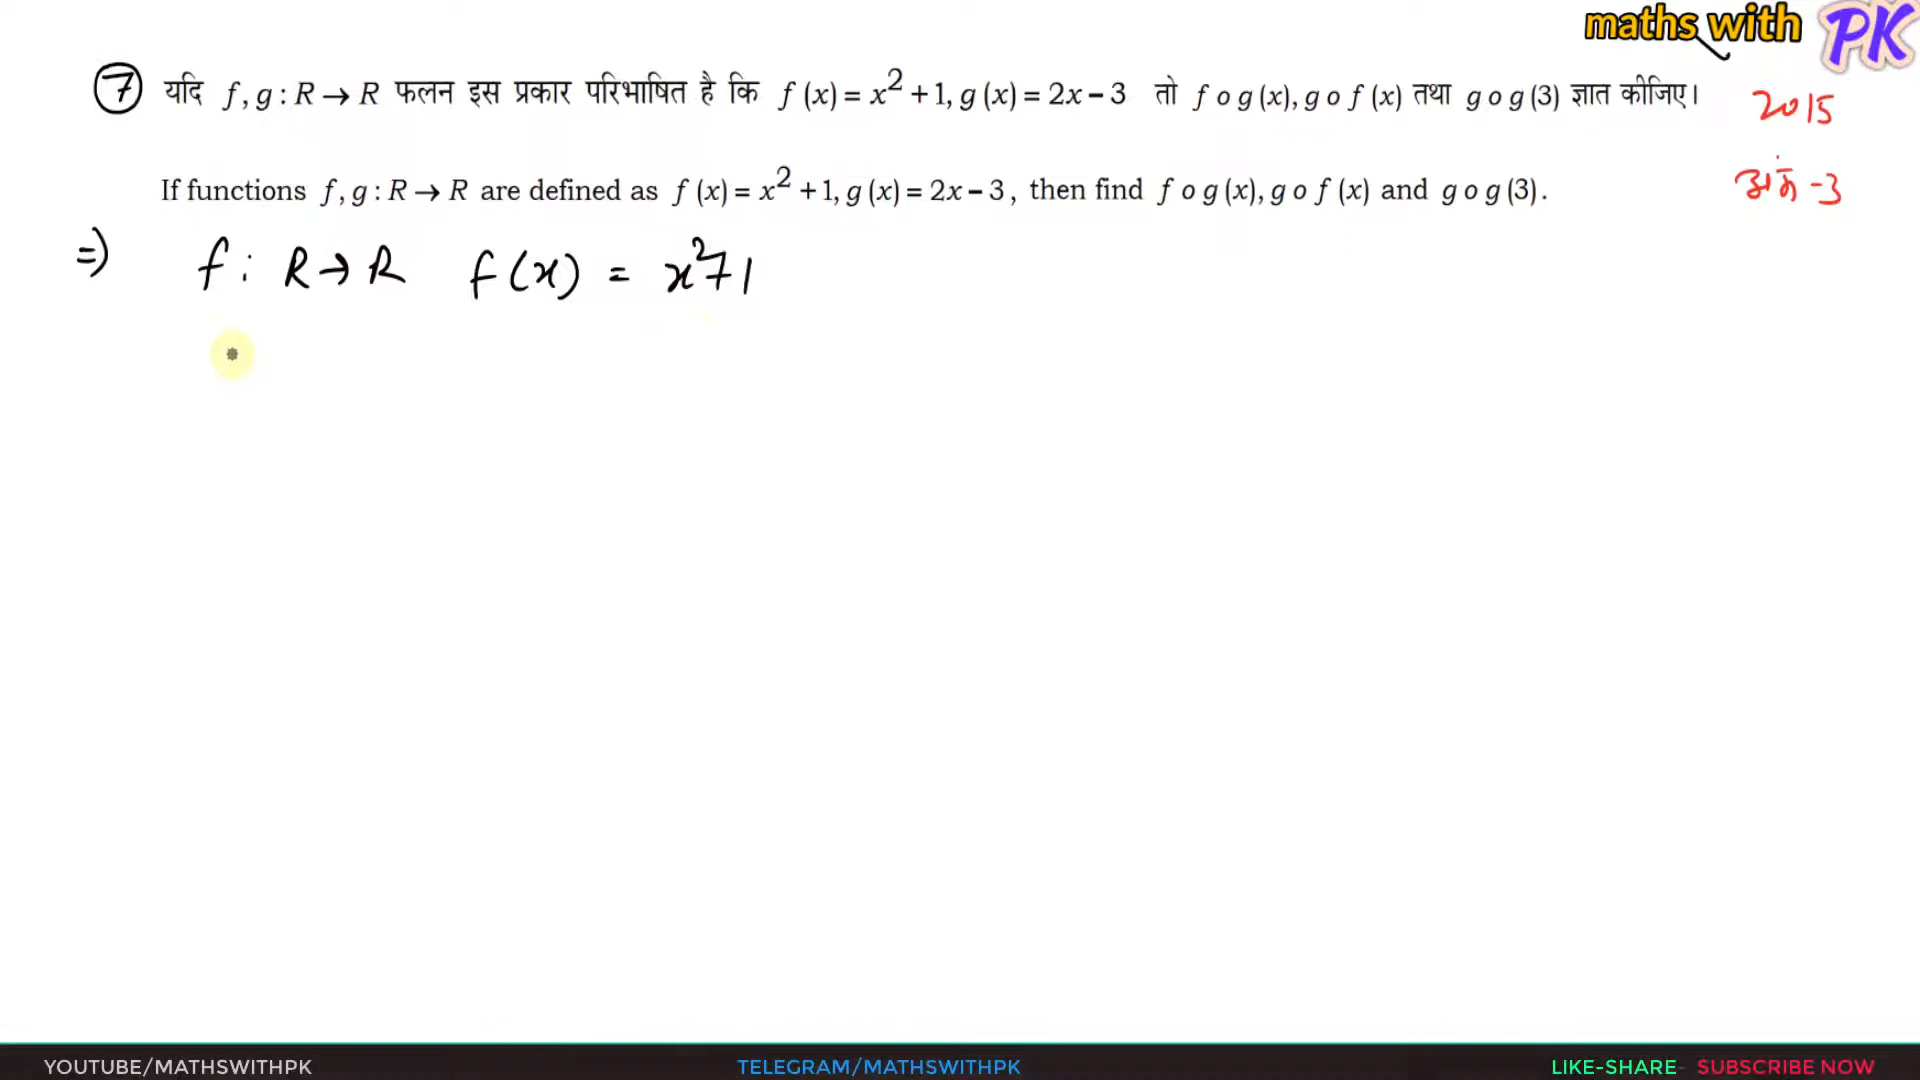 maths with PK
⑦ यदि f, g : R → R फलन इस प्रकार परिभाषित है कि f (x) = x² + 1, g (x) = 2x – 3 तो f o g (x), g o f (x) तथा g o g (3) ज्ञात कीजिए।
2015
If functions f, g : R → R are defined as f (x) = x² + 1, g (x) = 2x – 3, then find f o g (x), g o f (x) and g o g (3).
अंक -3
⇒ f : R → R f(x) = x²+1
YOUTUBE/MATHSWITHPK
TELEGRAM/MATHSWITHPK
LIKE-SHARE- SUBSCRIBE NOW